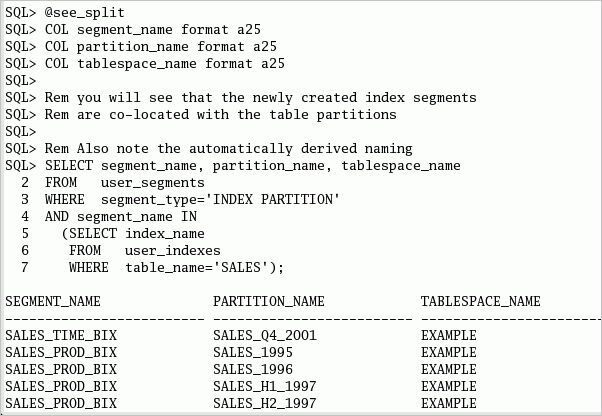 SQL> @see_split
SQL> COL segment_name format a25
SQL> COL partition_name format a25
SQL> COL tablespace_name format a25
SQL>
SQL> Rem you will see that the newly created index segments
SQL> Rem are co-located with the table partitions
SQL>
SQL> Rem Also note the automatically derived naming
SQL> SELECT segment_name, partition_name, tablespace_name
  2  FROM   user_segments
  3  WHERE  segment_type='INDEX PARTITION'
  4  AND segment_name IN
  5    (SELECT index_name
  6     FROM   user_indexes
  7     WHERE  table_name='SALES');
SEGMENT_NAME              PARTITION_NAME            TABLESPACE_NAME
------------------------- ------------------------- -----------------------
SALES_TIME_BIX            SALES_Q4_2001             EXAMPLE
SALES_PROD_BIX            SALES_1995                EXAMPLE
SALES_PROD_BIX            SALES_1996                EXAMPLE
SALES_PROD_BIX            SALES_H1_1997             EXAMPLE
SALES_PROD_BIX            SALES_H2_1997             EXAMPLE